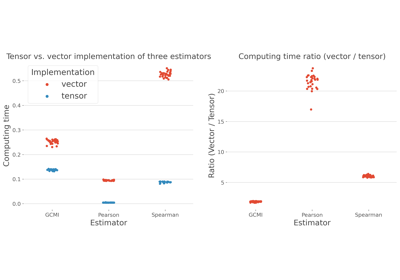 Tensor vs. vector implementation of three estimators
Implementation
vector
tensor
Computing time
0.5
0.4
0.3
0.2
0.1
0.0
GCMI
Pearson
Spearman
Estimator
Computing time ratio (vector / tensor)
Ratio (Vector / Tensor)
20
15
10
5
GCMI
Pearson
Spearman
Estimator